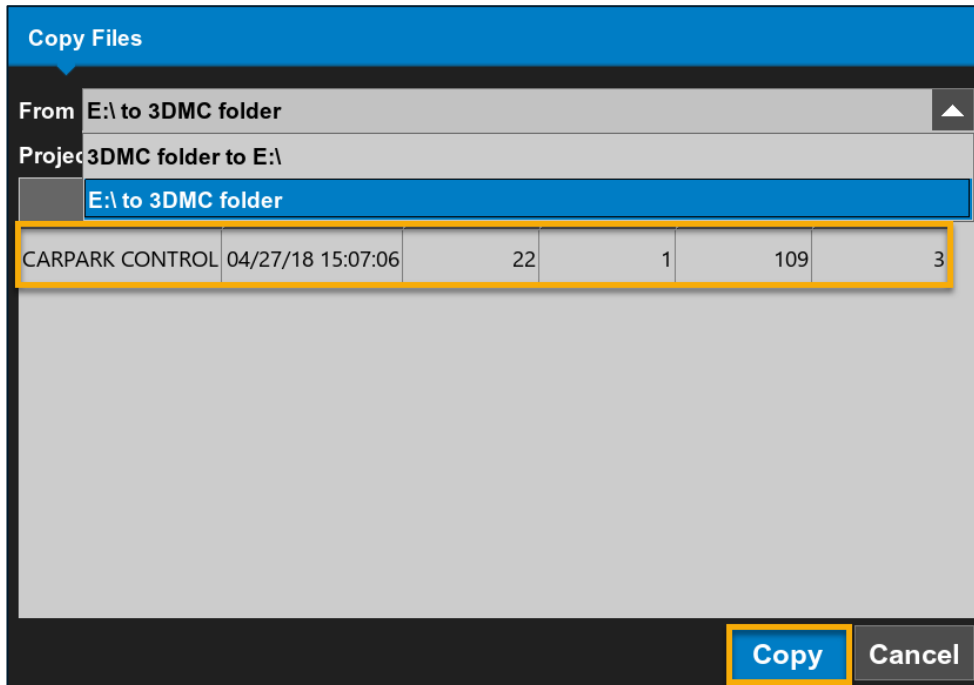 Copy Files
From E:\ to 3DMC folder
Projec 3DMC folder to E:\
E:\ to 3DMC folder
CARPARK CONTROL 04/27/18 15:07:06 22 1 109 3
Copy Cancel